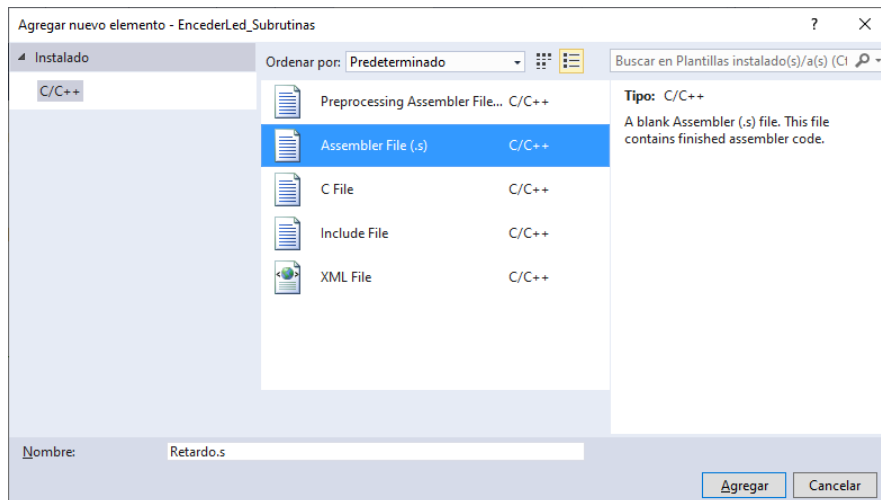 Agregar nuevo elemento - EncederLed_Subrutinas
? 
Instalado
C/C++
Ordenar por: Predeterminado
Buscar en Plantillas instalado(s)/a(s) (Ct
Preprocessing Assembler File... C/C++
Assembler File (.s) C/C++
C File C/C++
Include File C/C++
XML File C/C++
Tipo: C/C++
A blank Assembler (.s) file. This file
contains finished assembler code.
Nombre: Retardo.s
Agregar Cancelar